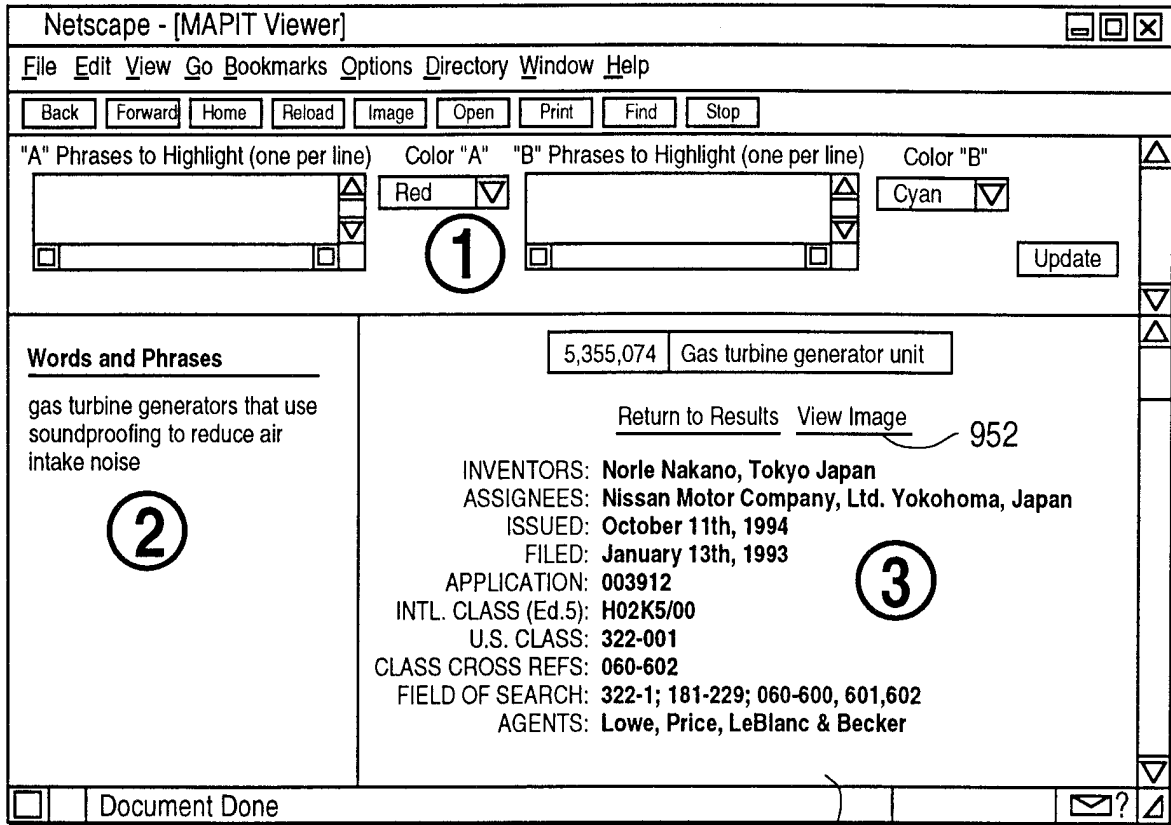 Netscape - [MAPIT Viewer]
File Edit View Go Bookmarks Options Directory Window Help
Back Forward Home Reload Image Open Print Find Stop
"A" Phrases to Highlight (one per line) Color "A" "B" Phrases to Highlight (one per line) Color "B"
Red Cyan
1
Update
Words and Phrases
gas turbine generators that use
soundproofing to reduce air
intake noise
2
5,355,074 Gas turbine generator unit
Return to Results View Image 952
INVENTORS: Norle Nakano, Tokyo Japan
ASSIGNEES: Nissan Motor Company, Ltd. Yokohoma, Japan
ISSUED: October 11th, 1994
FILED: January 13th, 1993
3
APPLICATION: 003912
INTL. CLASS (Ed.5): H02K5/00
U.S. CLASS: 322-001
CLASS CROSS REFS: 060-602
FIELD OF SEARCH: 322-1; 181-229; 060-600, 601,602
AGENTS: Lowe, Price, LeBlanc & Becker
Document Done ?